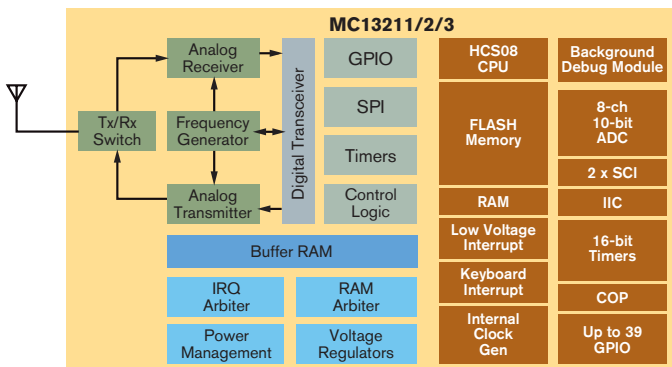 MC13211/2/3
Analog
Receiver
Tx/Rx
Switch
Frequency
Generator
Analog
Transmitter
Digital Transceiver
GPIO
SPI
Timers
Control
Logic
Buffer RAM
IRQ
Arbiter
RAM
Arbiter
Power
Management
Voltage
Regulators
HCS08
CPU
FLASH
Memory
RAM
Low Voltage
Interrupt
Keyboard
Interrupt
Internal
Clock
Gen
Background
Debug Module
8-ch
10-bit
ADC
2 x SCI
IIC
16-bit
Timers
COP
Up to 39
GPIO